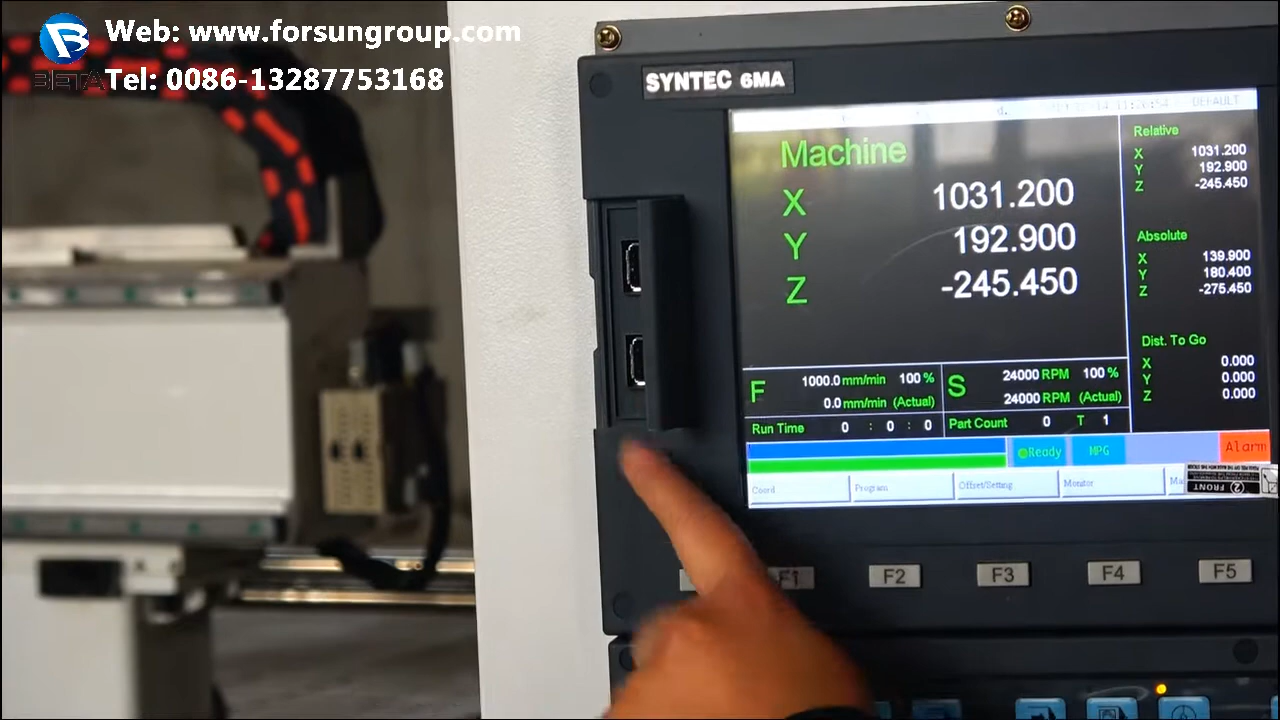 Web: www.forsungroup.com
BETA Tel: 0086-13287753168
SYNTEC 6MA
DEFAULT
Machine
X 1031.200
Y 192.900
Z -245.450
Relative
X 1031.200
Y 192.900
Z -245.450
Absolute
X 139.900
Y 180.400
Z -275.450
Dist. To Go
X 0.000
Y 0.000
Z 0.000
F 1000.0 mm/min 100 %
0.0 mm/min (Actual)
S 24000 RPM 100 %
24000 RPM (Actual)
Run Time 0 : 0 : 0
Part Count 0 T 1
Ready MPG Alarm
Coord Program Offset/Setting Monitor
FRONT 2
F1 F2 F3 F4 F5